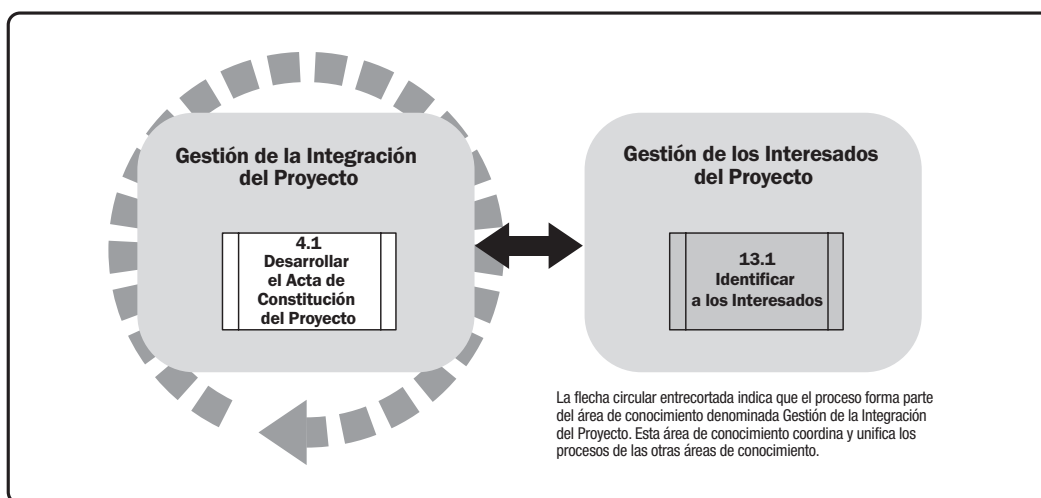 Gestión de la Integración
del Proyecto
4.1
Desarrollar
el Acta de
Constitución
del Proyecto
Gestión de los Interesados
del Proyecto
13.1
Identificar
a los Interesados
La flecha circular entrecortada indica que el proceso forma parte
del área de conocimiento denominada Gestión de la Integración
del Proyecto. Esta área de conocimiento coordina y unifica los
procesos de las otras áreas de conocimiento.